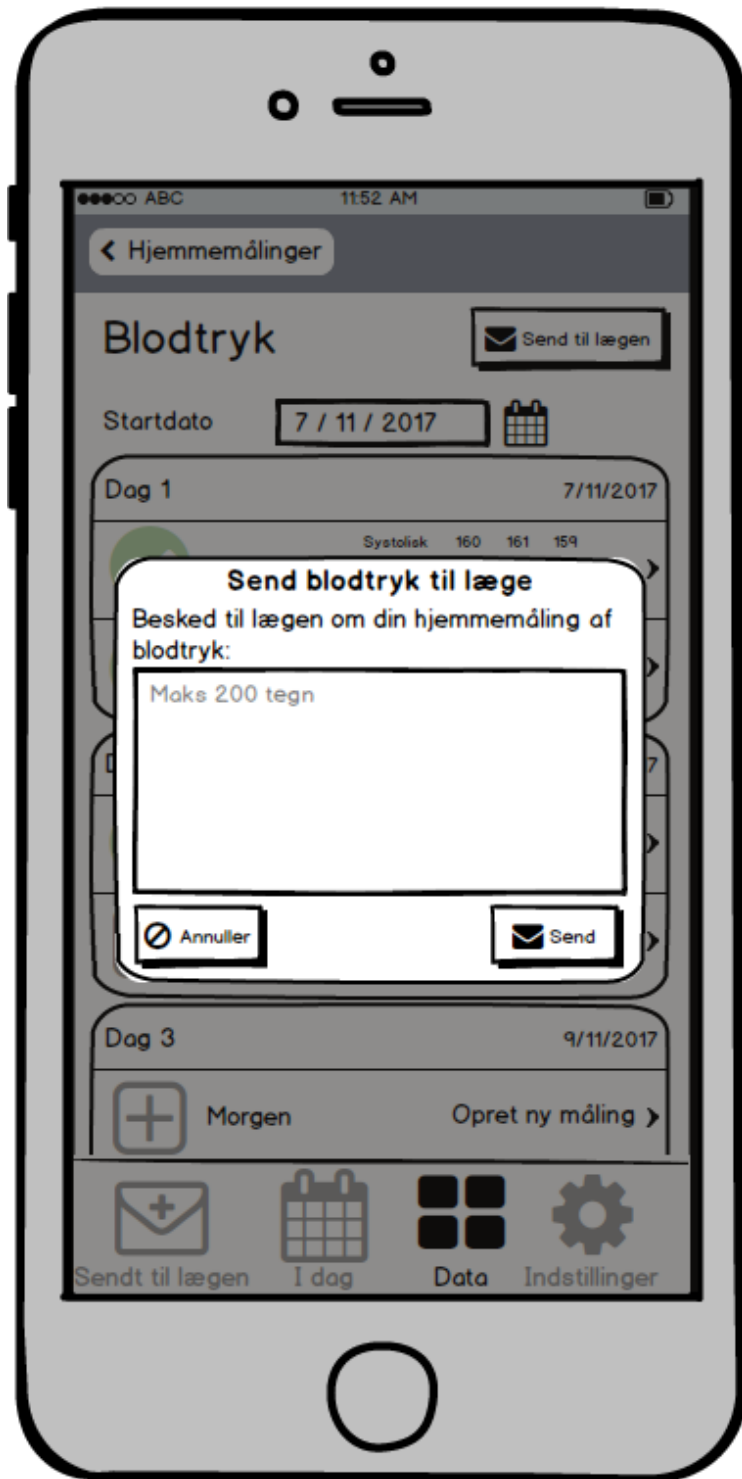 ABC 11:52 AM
Hjemmemålinger
Blodtryk
Send til lægen
Startdato 7 / 11 / 2017
Dag 1 7/11/2017
Systolisk 160 161 159
Send blodtryk til læge
Besked til lægen om din hjemmemåling af
blodtryk:
Maks 200 tegn
Annuller Send
Dag 3 9/11/2017
Morgen Opret ny måling
Sendt til lægen I dag Data Indstillinger